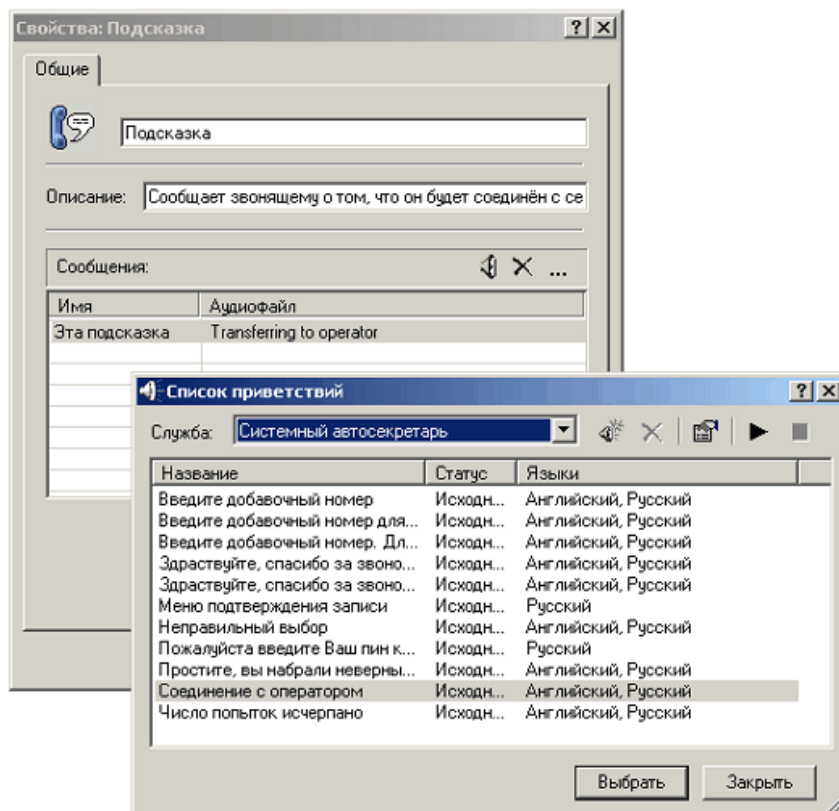 Свойства: Подсказка
Общие
Подсказка
Описание: Сообщает звонящему о том, что он будет соединён с се
Сообщения: ...
Имя Аудиофайл
Эта подсказка Transferring to operator
Список приветствий
Служба: Системный автосекретарь
Название Статус Языки
Введите добавочный номер Исходн... Английский, Русский
Введите добавочный номер для... Исходн... Английский, Русский
Введите добавочный номер. Дл... Исходн... Английский, Русский
Здраствуйте, спасибо за звоно... Исходн... Английский, Русский
Здраствуйте, спасибо за звоно... Исходн... Английский, Русский
Меню подтверждения записи Исходн... Русский
Неправильный выбор Исходн... Английский, Русский
Пожалуйста введите Ваш пин к... Исходн... Русский
Простите, вы набрали неверны... Исходн... Английский, Русский
Соединение с оператором Исходн... Английский, Русский
Число попыток исчерпано Исходн... Английский, Русский
Выбрать Закрыть